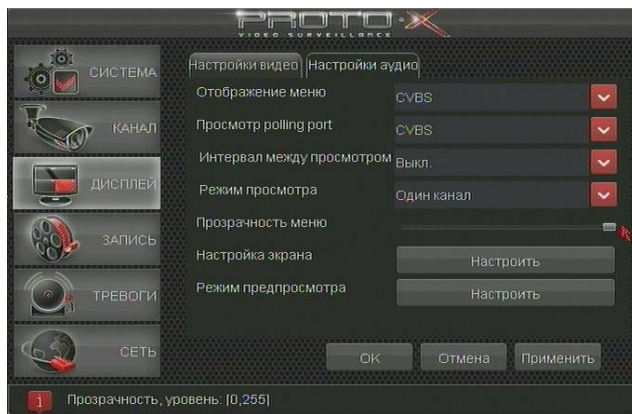 PROTO-X
VIDEO SURVEILLANCE
СИСТЕМА
КАНАЛ
ДИСПЛЕЙ
ЗАПИСЬ
ТРЕВОГИ
СЕТЬ
Настройки видео Настройки аудио
Отображение меню CVBS
Просмотр polling port CVBS
Интервал между просмотром Выкл.
Режим просмотра Один канал
Прозрачность меню
Настройка экрана Настроить
Режим предпросмотра Настроить
OK Отмена Применить
Прозрачность, уровень: [0,255]